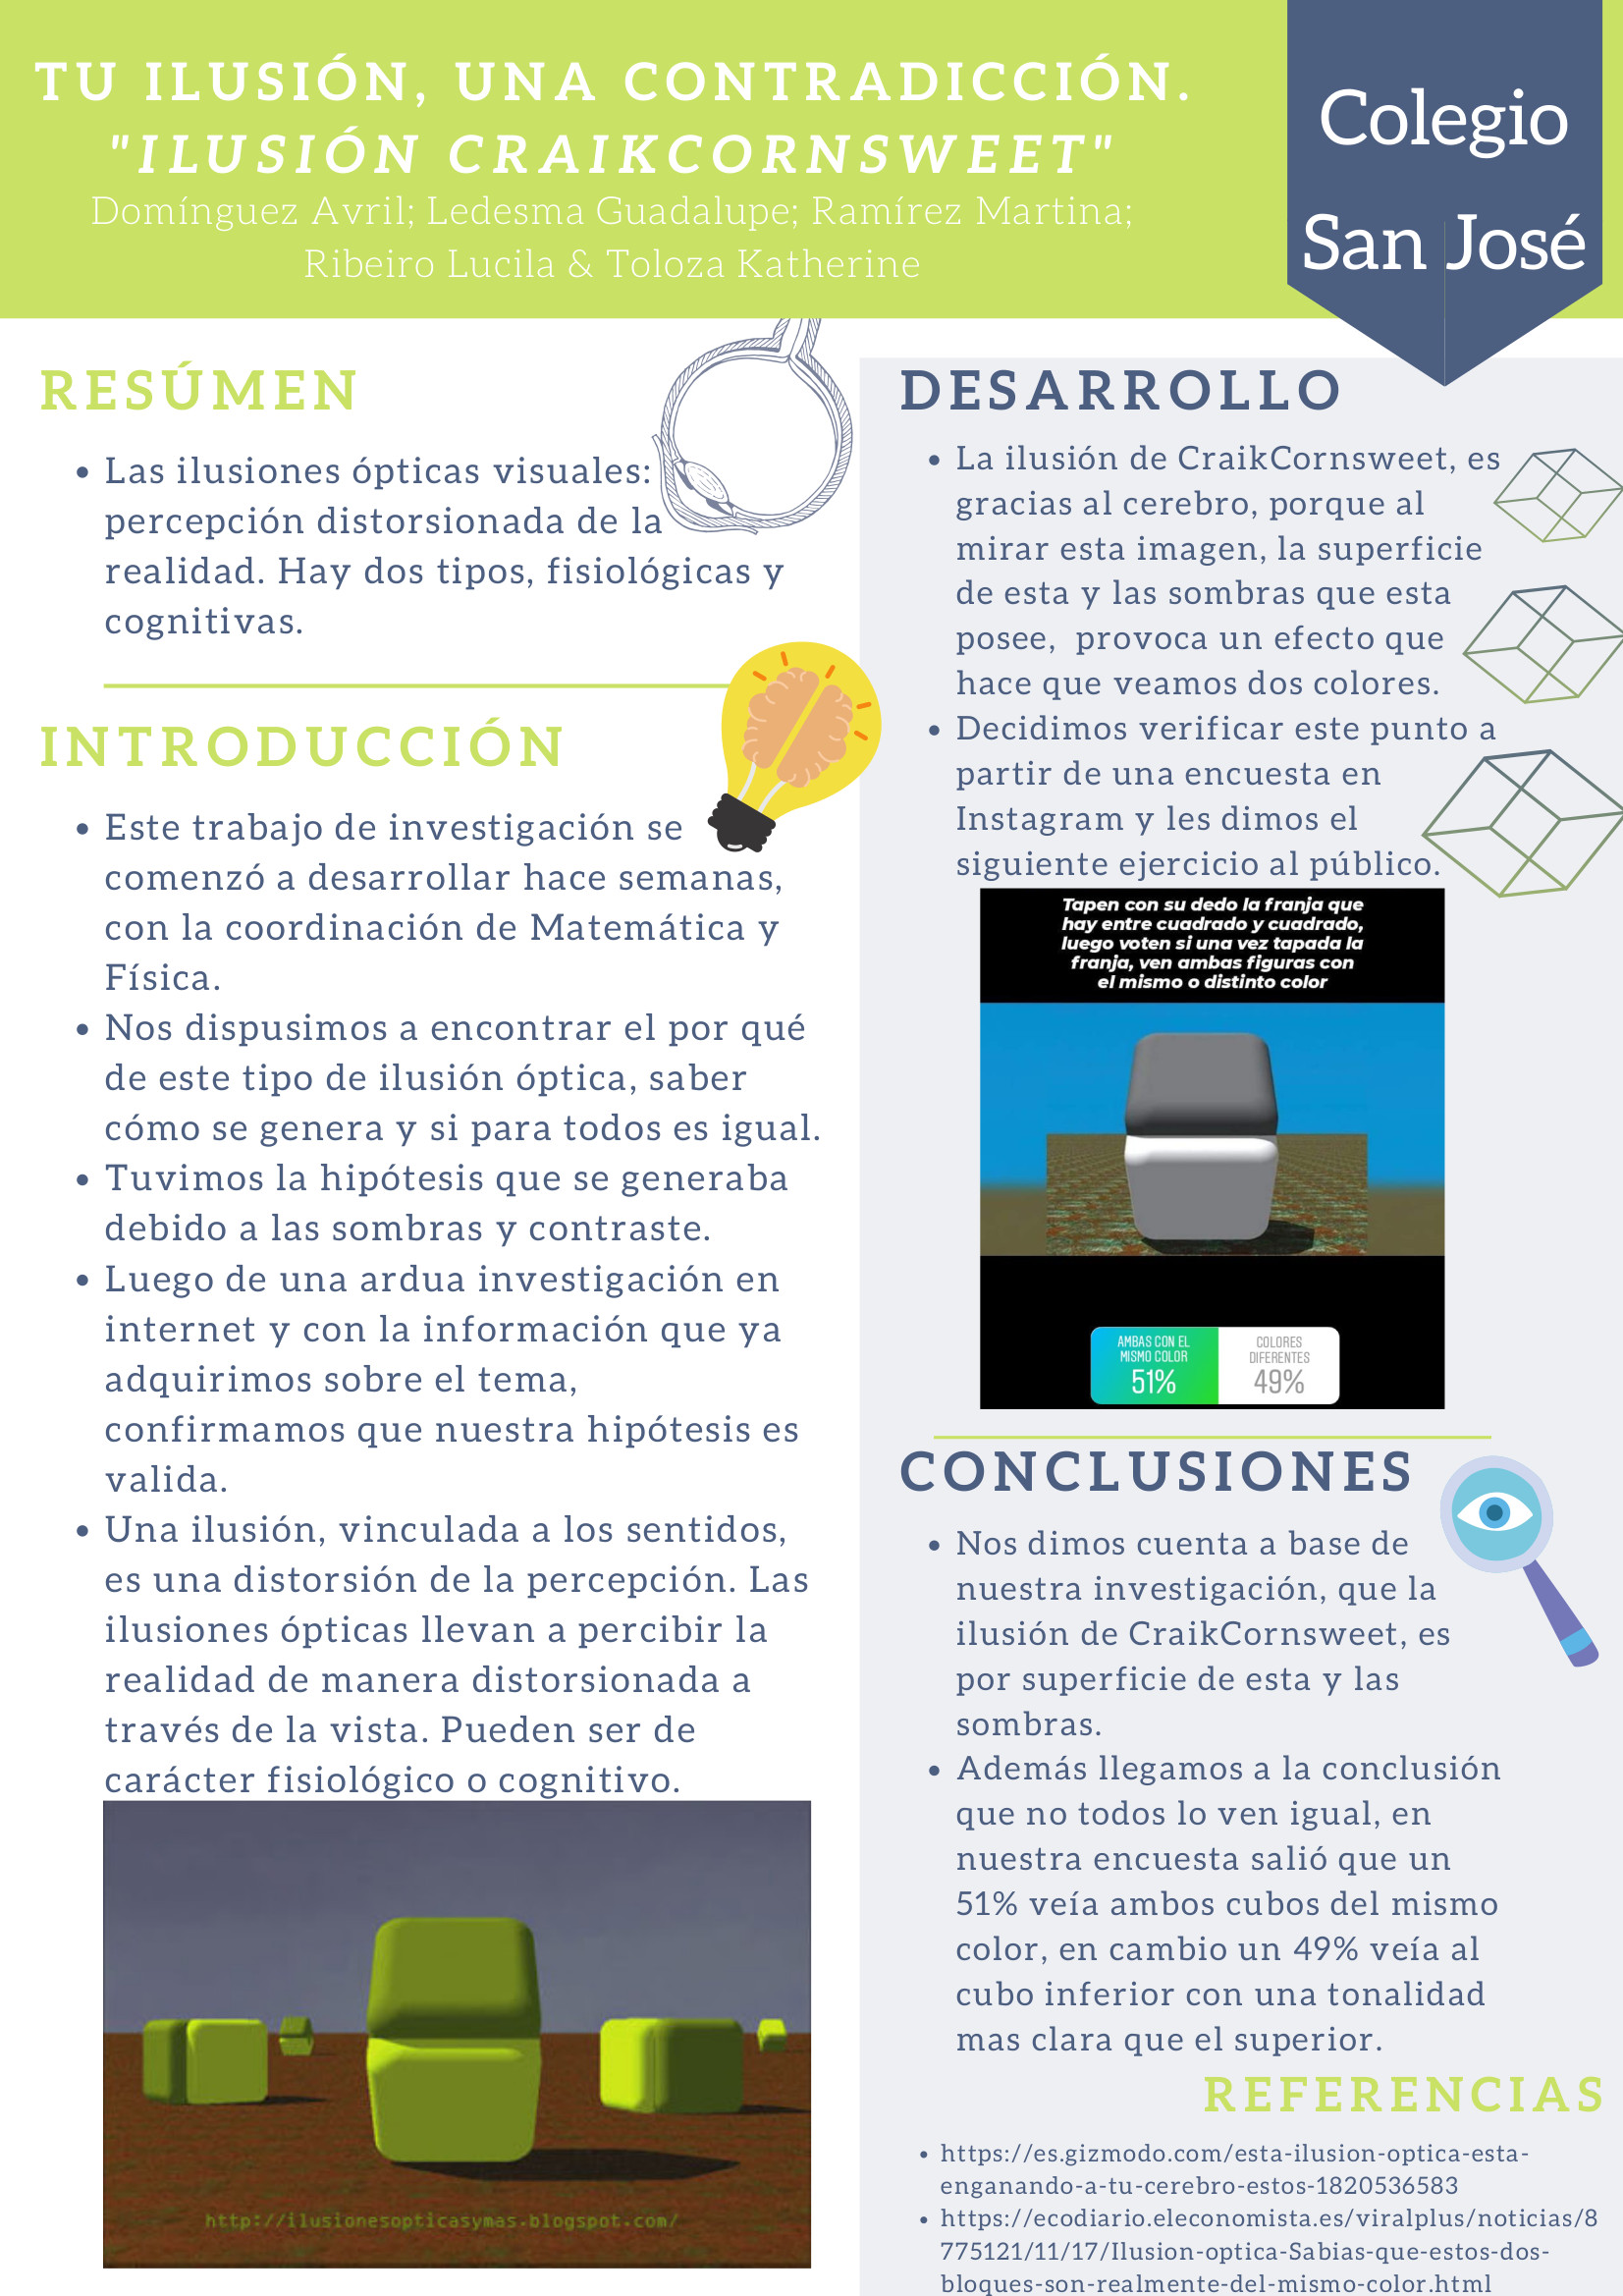 TU ILUSIÓN, UNA CONTRADICCIÓN.
"ILUSIÓN CRAIKCORNSWEET"
Domínguez Avril; Ledesma Guadalupe; Ramírez Martina;
Ribeiro Lucila & Toloza Katherine
Colegio
San José
RESÚMEN
• Las ilusiones ópticas visuales:
percepción distorsionada de la
realidad. Hay dos tipos, fisiológicas y
cognitivas.
INTRODUCCIÓN
• Este trabajo de investigación se
comenzó a desarrollar hace semanas,
con la coordinación de Matemática y
Física.
• Nos dispusimos a encontrar el por qué
de este tipo de ilusión óptica, saber
cómo se genera y si para todos es igual.
• Tuvimos la hipótesis que se generaba
debido a las sombras y contraste.
• Luego de una ardua investigación en
internet y con la información que ya
adquirimos sobre el tema,
confirmamos que nuestra hipótesis es
valida.
• Una ilusión, vinculada a los sentidos,
es una distorsión de la percepción. Las
ilusiones ópticas llevan a percibir la
realidad de manera distorsionada a
través de la vista. Pueden ser de
carácter fisiológico o cognitivo.
http://ilusionesopticasymas.blogspot.com/
DESARROLLO
• La ilusión de CraikCornsweet, es
gracias al cerebro, porque al
mirar esta imagen, la superficie
de esta y las sombras que esta
posee, provoca un efecto que
hace que veamos dos colores.
• Decidimos verificar este punto a
partir de una encuesta en
Instagram y les dimos el
siguiente ejercicio al público.
Tapen con su dedo la franja que
hay entre cuadrado y cuadrado,
luego voten si una vez tapada la
franja, ven ambas figuras con
el mismo o distinto color
AMBAS CON EL
MISMO COLOR
51%
COLORES
DIFERENTES
49%
CONCLUSIONES
• Nos dimos cuenta a base de
nuestra investigación, que la
ilusión de CraikCornsweet, es
por superficie de esta y las
sombras.
• Además llegamos a la conclusión
que no todos lo ven igual, en
nuestra encuesta salió que un
51% veía ambos cubos del mismo
color, en cambio un 49% veía al
cubo inferior con una tonalidad
mas clara que el superior.
REFERENCIAS
• https://es.gizmodo.com/esta-ilusion-optica-esta-
enganando-a-tu-cerebro-estos-1820536583
• https://ecodiario.eleconomista.es/viralplus/noticias/8
775121/11/17/Ilusion-optica-Sabias-que-estos-dos-
bloques-son-realmente-del-mismo-color.html